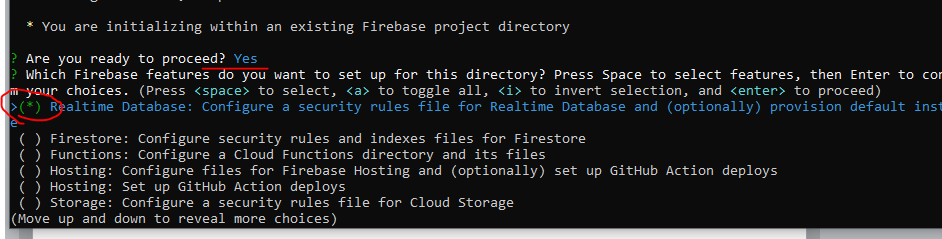 * You are initializing within an existing Firebase project directory
? Are you ready to proceed? Yes
? Which Firebase features do you want to set up for this directory? Press Space to select features, then Enter to con
m your choices. (Press <space> to select, <a> to toggle all, <i> to invert selection, and <enter> to proceed)
>(*) Realtime Database: Configure a security rules file for Realtime Database and (optionally) provision default inst
e
( ) Firestore: Configure security rules and indexes files for Firestore
( ) Functions: Configure a Cloud Functions directory and its files
( ) Hosting: Configure files for Firebase Hosting and (optionally) set up GitHub Action deploys
( ) Hosting: Set up GitHub Action deploys
( ) Storage: Configure a security rules file for Cloud Storage
(Move up and down to reveal more choices)